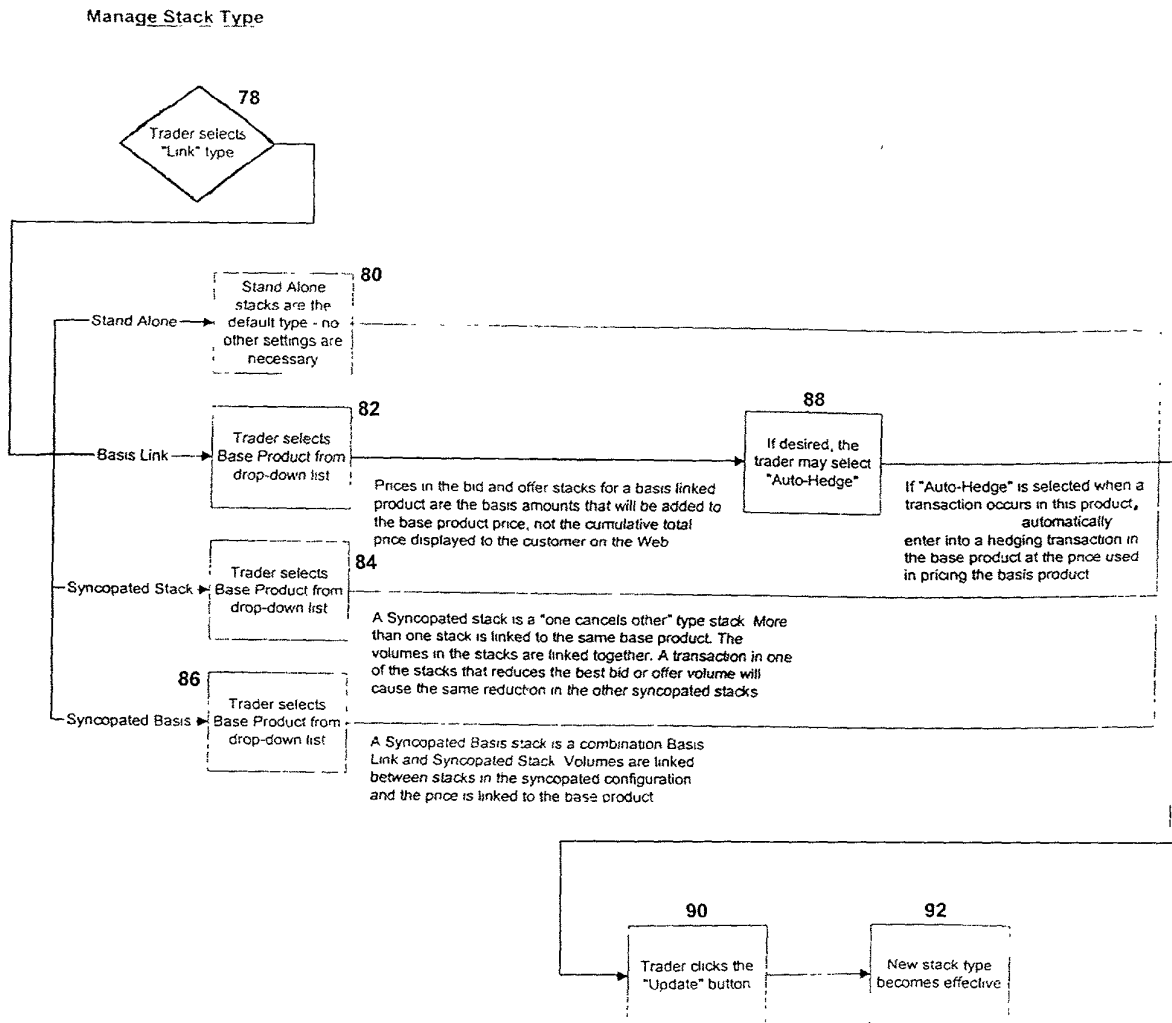 Manage Stack Type
78
Trader selects
"Link" type
80
Stand Alone
stacks are the
default type - no
other settings are
necessary
Stand Alone
82
Trader selects
Base Product from
drop-down list
Basis Link
88
If desired, the
trader may select
"Auto-Hedge"
Prices in the bid and offer stacks for a basis linked
product are the basis amounts that will be added to
the base product price, not the cumulative total
price displayed to the customer on the Web
If "Auto-Hedge" is selected when a
transaction occurs in this product,
automatically
enter into a hedging transaction in
the base product at the price used
in pricing the basis product
84
Trader selects
Base Product from
drop-down list
Syncopated Stack
A Syncopated stack is a "one cancels other" type stack More
than one stack is linked to the same base product. The
volumes in the stacks are linked together. A transaction in one
of the stacks that reduces the best bid or offer volume will
cause the same reduction in the other syncopated stacks
86
Trader selects
Base Product from
drop-down list
Syncopated Basis
A Syncopated Basis stack is a combination Basis
Link and Syncopated Stack Volumes are linked
between stacks in the syncopated configuration
and the price is linked to the base product
90
Trader clicks the
"Update" button
92
New stack type
becomes effective